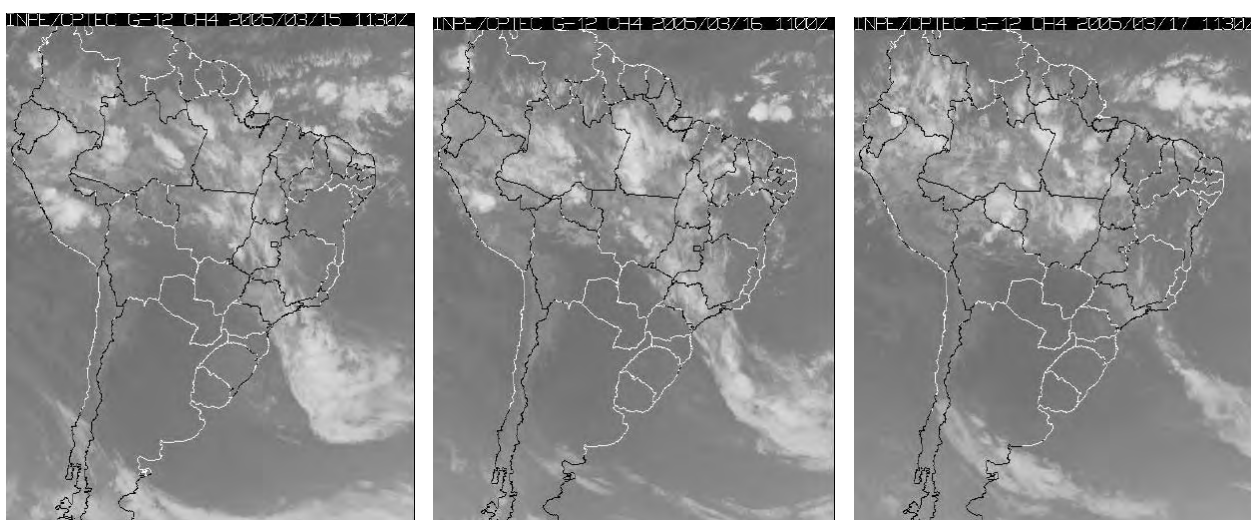 INPE/CPTEC G-12 CH4 2005/03/15 1130Z
INPE/CPTEC G-12 CH4 2005/03/16 1100Z
INPE/CPTEC G-12 CH4 2005/03/17 1130Z